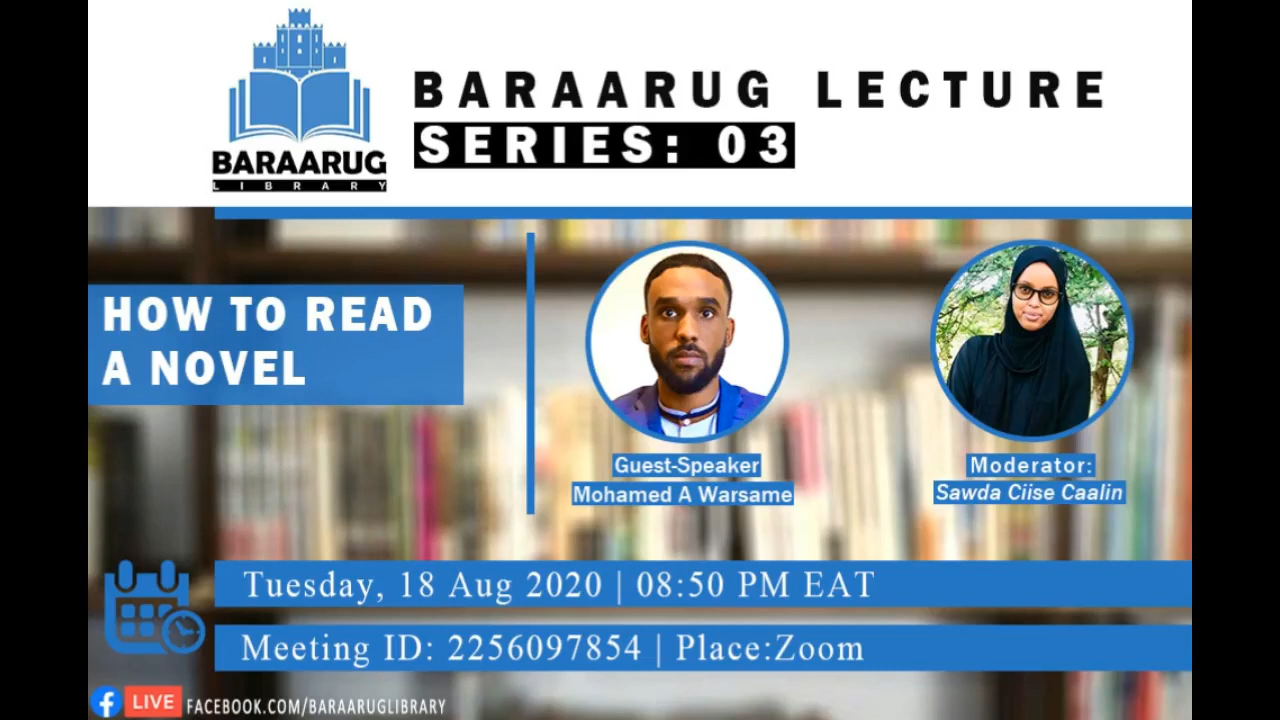 BARAARUG
LIBRARY
BARAARUG LECTURE
SERIES: 03
HOW TO READ
A NOVEL
Guest-Speaker
Mohamed A Warsame
Moderator:
Sawda Ciise Caalin
Tuesday, 18 Aug 2020 | 08:50 PM EAT
Meeting ID: 2256097854 | Place:Zoom
LIVE FACEBOOK.COM/BARAARUGLIBRARY